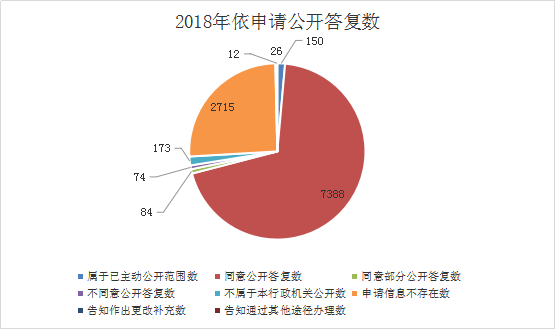 2018年依申请公开答复数
12
26
150
2715
173
74
84
7388
属于已主动公开范围数
同意公开答复数
同意部分公开答复数
不同意公开答复数
不属于本行政机关公开数
申请信息不存在数
告知作出更改补充数
告知通过其他途径办理数